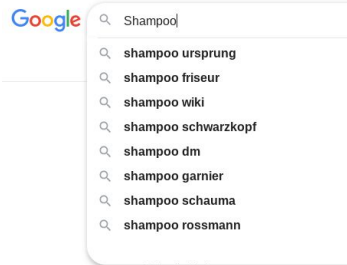 Google
Shampoo
shampoo ursprung
shampoo friseur
shampoo wiki
shampoo schwarzkopf
shampoo dm
shampoo garnier
shampoo schauma
shampoo rossmann